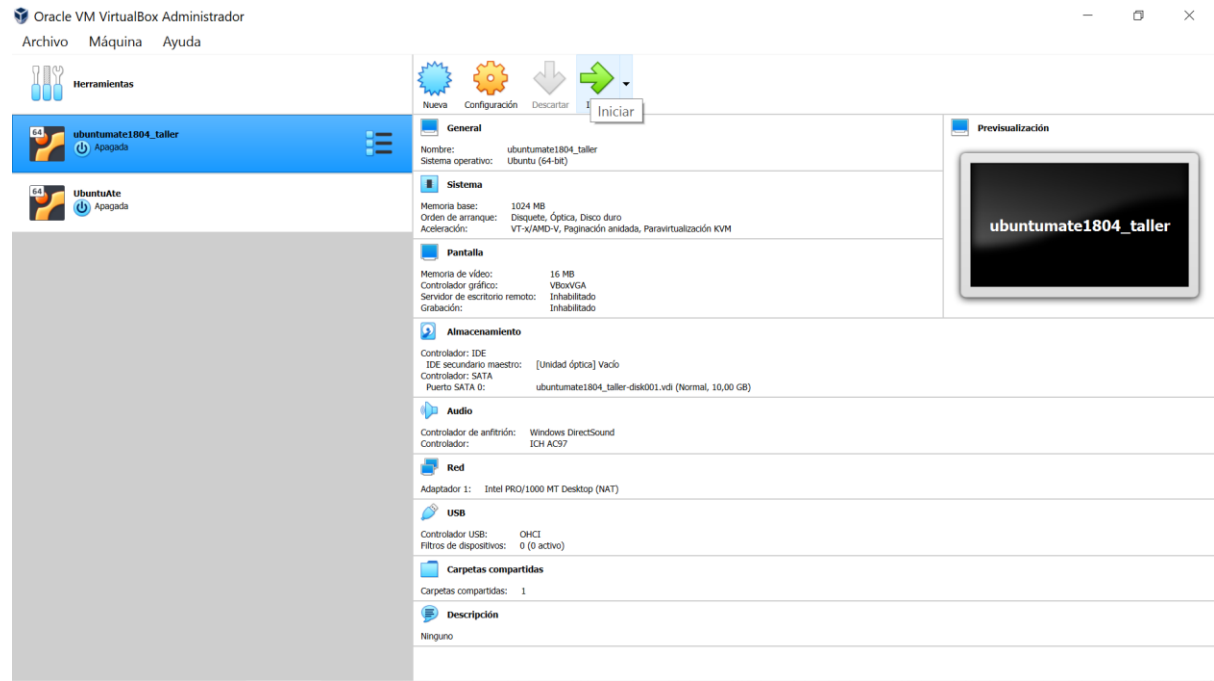 Oracle VM VirtualBox Administrador
Archivo Máquina Ayuda
Herramientas
64
ubuntumate1804_taller
Apagada
64
UbuntuAte
Apagada
Nueva Configuración Descartar
Iniciar
General
Nombre: ubuntumate1804_taller
Sistema operativo: Ubuntu (64-bit)
Sistema
Memoria base: 1024 MB
Orden de arranque: Disquete, Óptica, Disco duro
Aceleración: VT-x/AMD-V, Paginación anidada, Paravirtualización KVM
Pantalla
Memoria de vídeo: 16 MB
Controlador gráfico: VBoxVGA
Servidor de escritorio remoto: Inhabilitado
Grabación: Inhabilitado
Previsualización
ubuntumate1804_taller
Almacenamiento
Controlador: IDE
IDE secundario maestro: [Unidad óptica] Vacío
Controlador: SATA
Puerto SATA 0: ubuntumate1804_taller-disk001.vdi (Normal, 10,00 GB)
Audio
Controlador de anfitrión: Windows DirectSound
Controlador: ICH AC97
Red
Adaptador 1: Intel PRO/1000 MT Desktop (NAT)
USB
Controlador USB: OHCI
Filtros de dispositivos: 0 (0 activo)
Carpetas compartidas
Carpetas compartidas: 1
Descripción
Ninguno